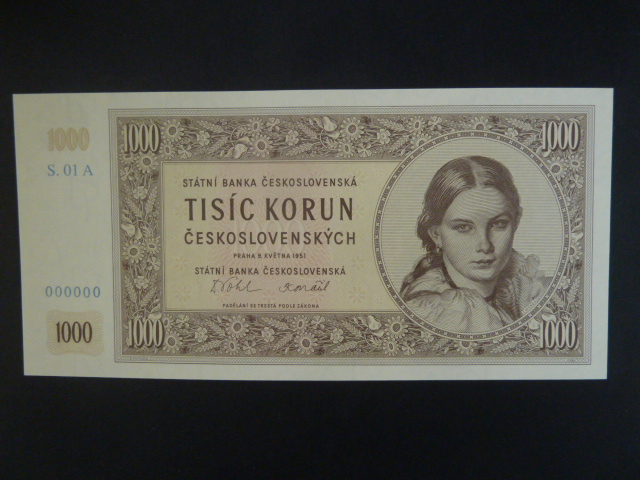 1000
S. 01 A
000000
1000
1000
1000
STÁTNÍ BANKA ČESKOSLOVENSKÁ
TISÍC KORUN
ČESKOSLOVENSKÝCH
PRAHA 9. KVĚTNA 1951
STÁTNÍ BANKA ČESKOSLOVENSKÁ
PADĚLÁNÍ SE TRESTÁ PODLE ZÁKONA
1000
1000